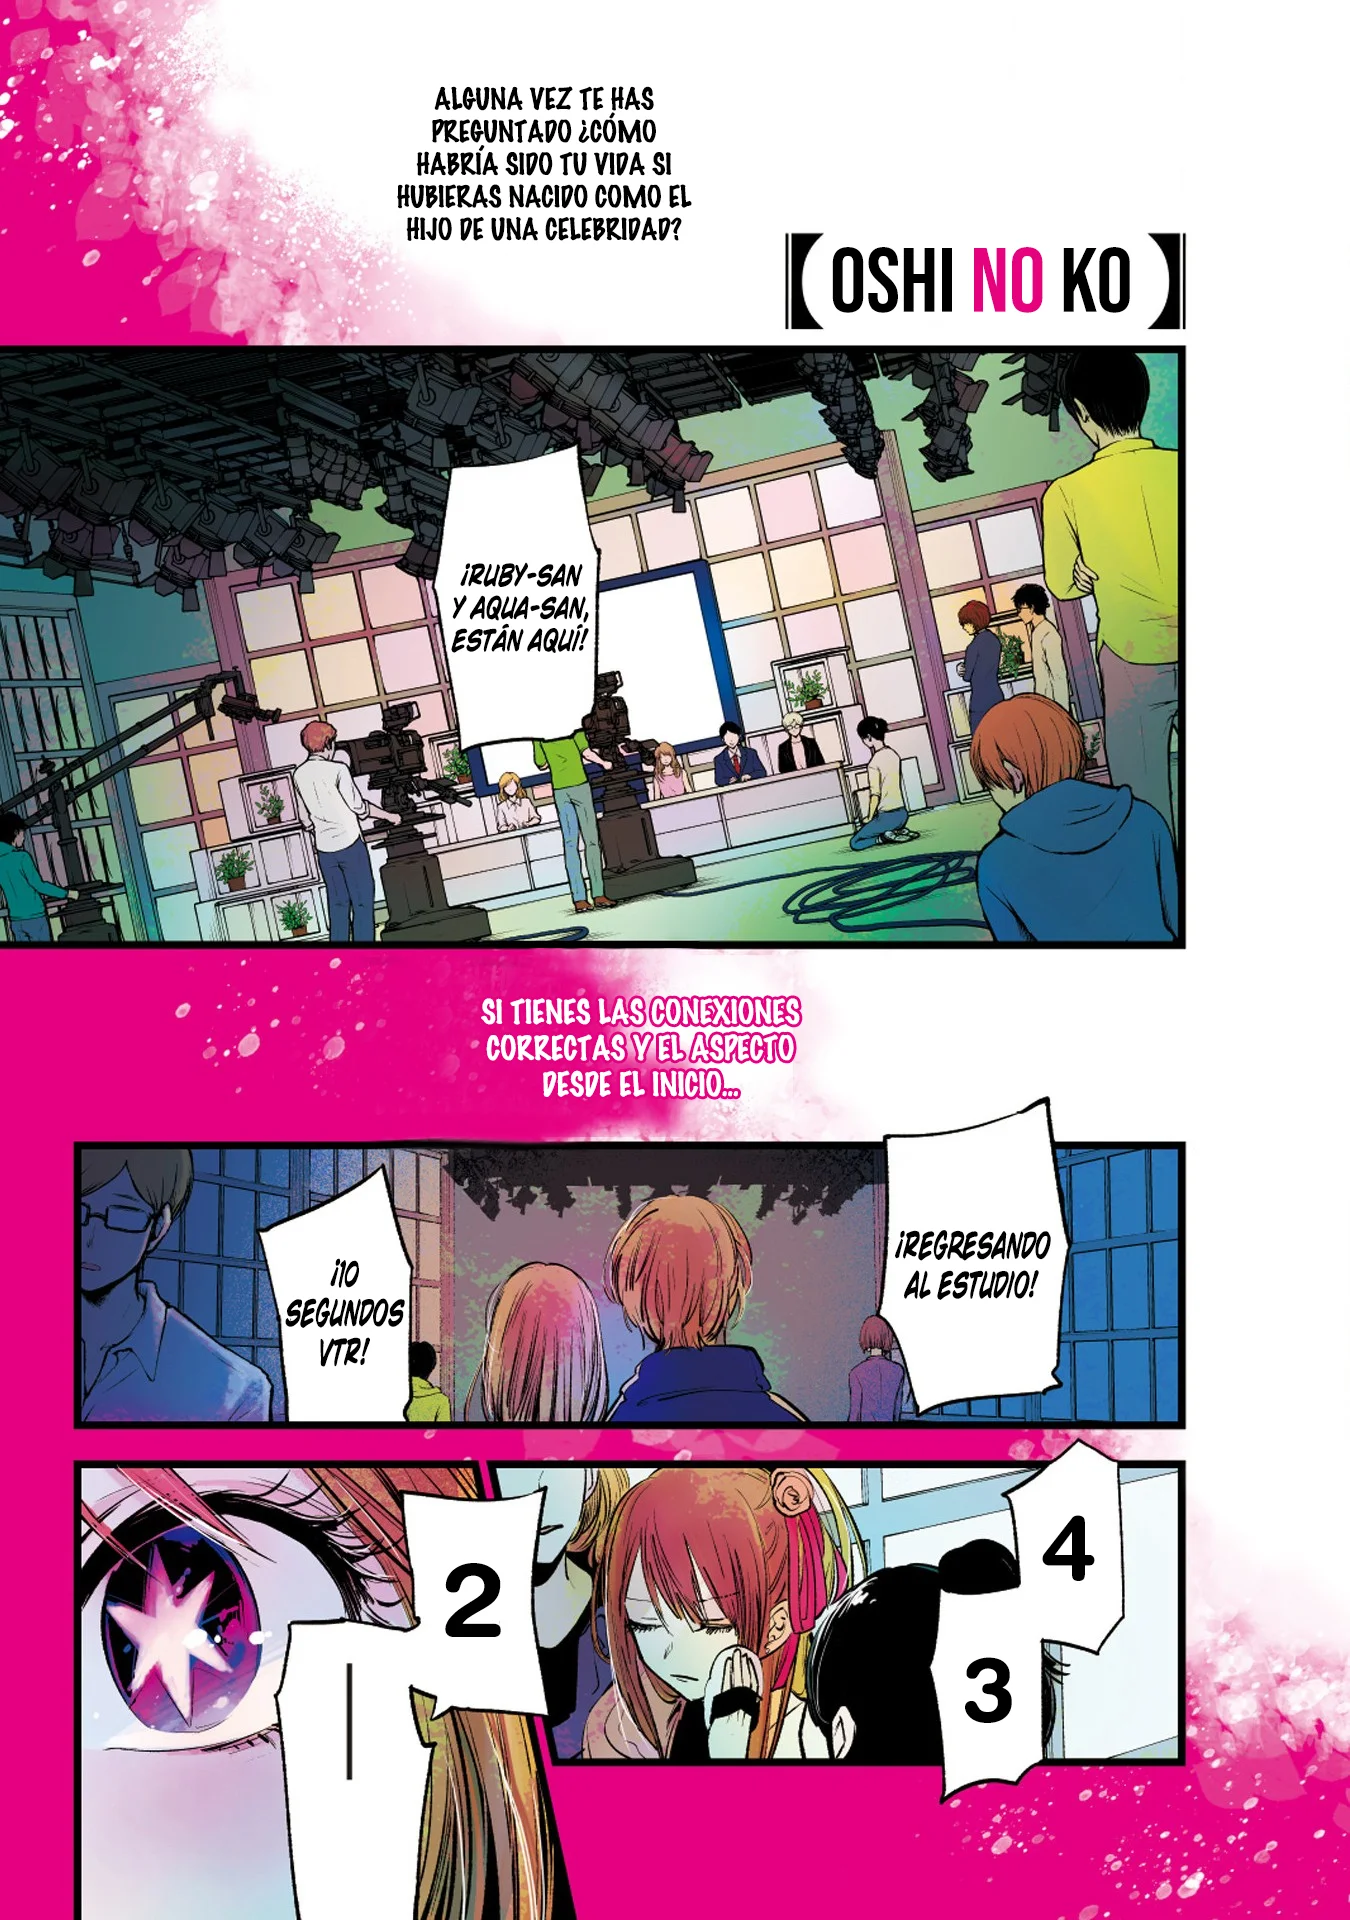 ALGUNA VEZ TE HAS
PREGUNTADO ¿CÓMO
HABRÍA SIDO TU VIDA SI
HUBIERAS NACIDO COMO EL
HIJO DE UNA CELEBRIDAD?
【OSHI NO KO】
¡RUBY-SAN
Y AQUA-SAN,
ESTÁN AQUÍ!
SI TIENES LAS CONEXIONES
CORRECTAS Y EL ASPECTO
DESDE EL INICIO...
¡REGRESANDO
AL ESTUDIO!
¡10
SEGUNDOS
VTR!
4
3
2